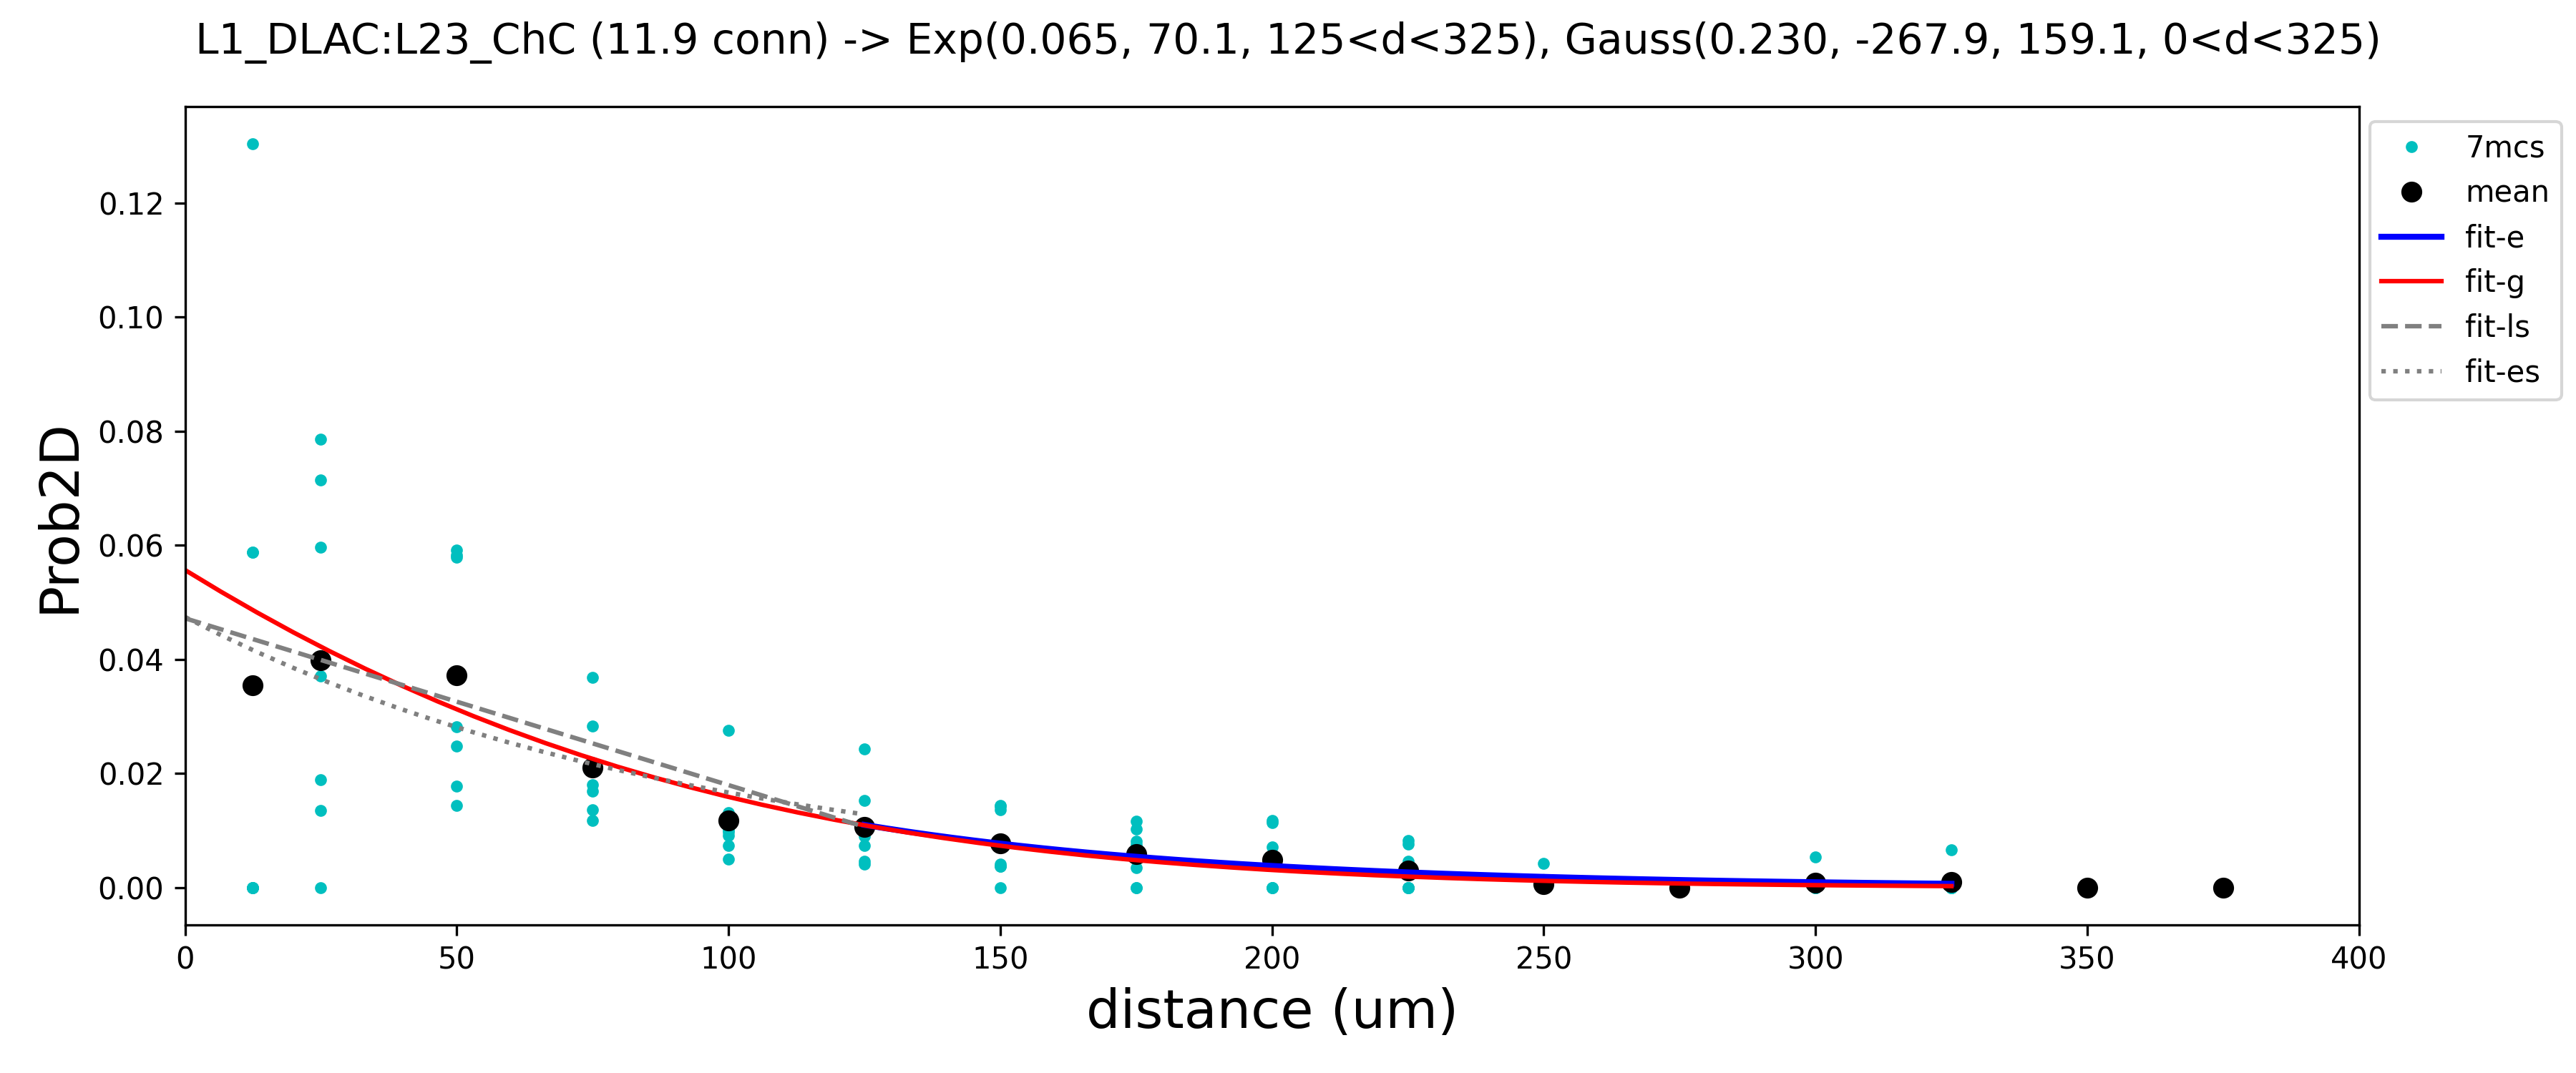 L1_DLAC:L23_ChC (11.9 conn) -> Exp(0.065, 70.1, 125<d<325), Gauss(0.230, -267.9, 159.1, 0<d<325)
7mcs
mean
fit-e
fit-g
fit-ls
fit-es
Prob2D
0.12
0.10
0.08
0.06
0.04
0.02
0.00
0 50 100 150 200 250 300 350 400
distance (um)